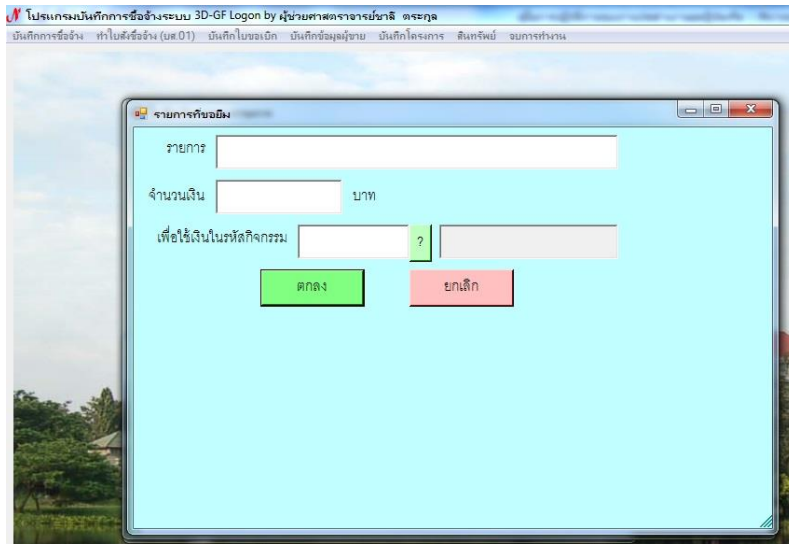 โปรแกรมบันทึกการซื้อจ้างระบบ 3D-GF Logon by ผู้ช่วยศาสตราจารย์ชาลี ตระกูล
บันทึกการซื้อจ้าง ทำใบสั่งซื้อจ้าง (บส.01) บันทึกใบขอเบิก บันทึกข้อมูลผู้ขาย บันทึกโครงการ สินทรัพย์ จบการทำงาน
รายการที่ขอยืม
รายการ
จำนวนเงิน บาท
เพื่อใช้เงินในรหัสกิจกรรม ?
ตกลง ยกเลิก